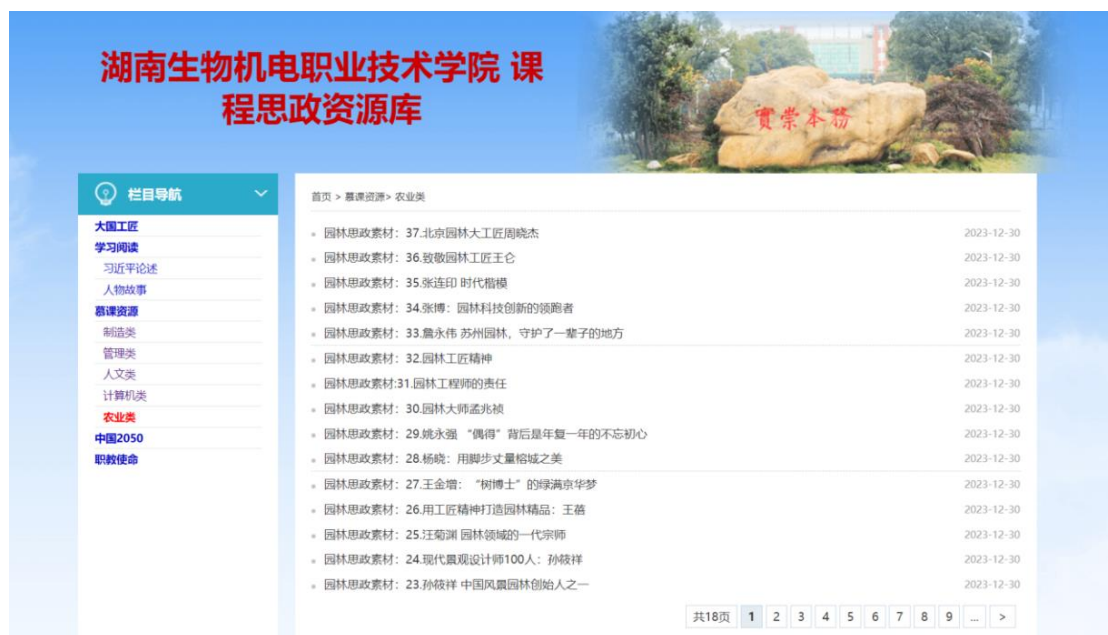 湖南生物机电职业技术学院 课
程思政资源库
實崇本務
栏目导航
大国工匠
学习阅读
习近平论述
人物故事
慕课资源
制造类
管理类
人文类
计算机类
农业类
中国2050
职教使命
首页 > 慕课资源> 农业类
园林思政素材：37.北京园林大工匠周晓杰 2023-12-30
园林思政素材：36.致敬园林工匠王仑 2023-12-30
园林思政素材：35.张连印 时代楷模 2023-12-30
园林思政素材：34.张博：园林科技创新的领跑者 2023-12-30
园林思政素材：33.詹永伟 苏州园林，守护了一辈子的地方 2023-12-30
园林思政素材：32.园林工匠精神 2023-12-30
园林思政素材:31.园林工程师的责任 2023-12-30
园林思政素材：30.园林大师孟兆祯 2023-12-30
园林思政素材：29.姚永强 “偶得”背后是年复一年的不忘初心 2023-12-30
园林思政素材：28.杨晓：用脚步丈量榕城之美 2023-12-30
园林思政素材：27.王金增： “树博士”的绿满京华梦 2023-12-30
园林思政素材：26.用工匠精神打造园林精品：王蓓 2023-12-30
园林思政素材：25.汪菊渊 园林领域的一代宗师 2023-12-30
园林思政素材：24.现代景观设计师100人：孙筱祥 2023-12-30
园林思政素材：23.孙筱祥 中国风景园林创始人之一 2023-12-30
共18页 1 2 3 4 5 6 7 8 9 ... >